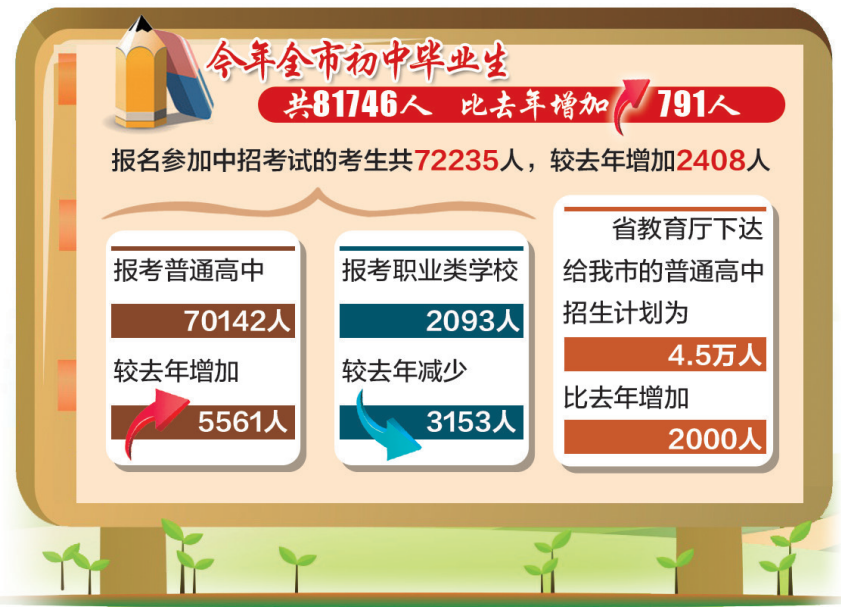 今年全市初中毕业生
共81746人 比去年增加 791人
报名参加中招考试的考生共72235人，较去年增加2408人
报考普通高中
70142人
较去年增加
5561人
报考职业类学校
2093人
较去年减少
3153人
省教育厅下达
给我市的普通高中
招生计划为
4.5万人
比去年增加
2000人